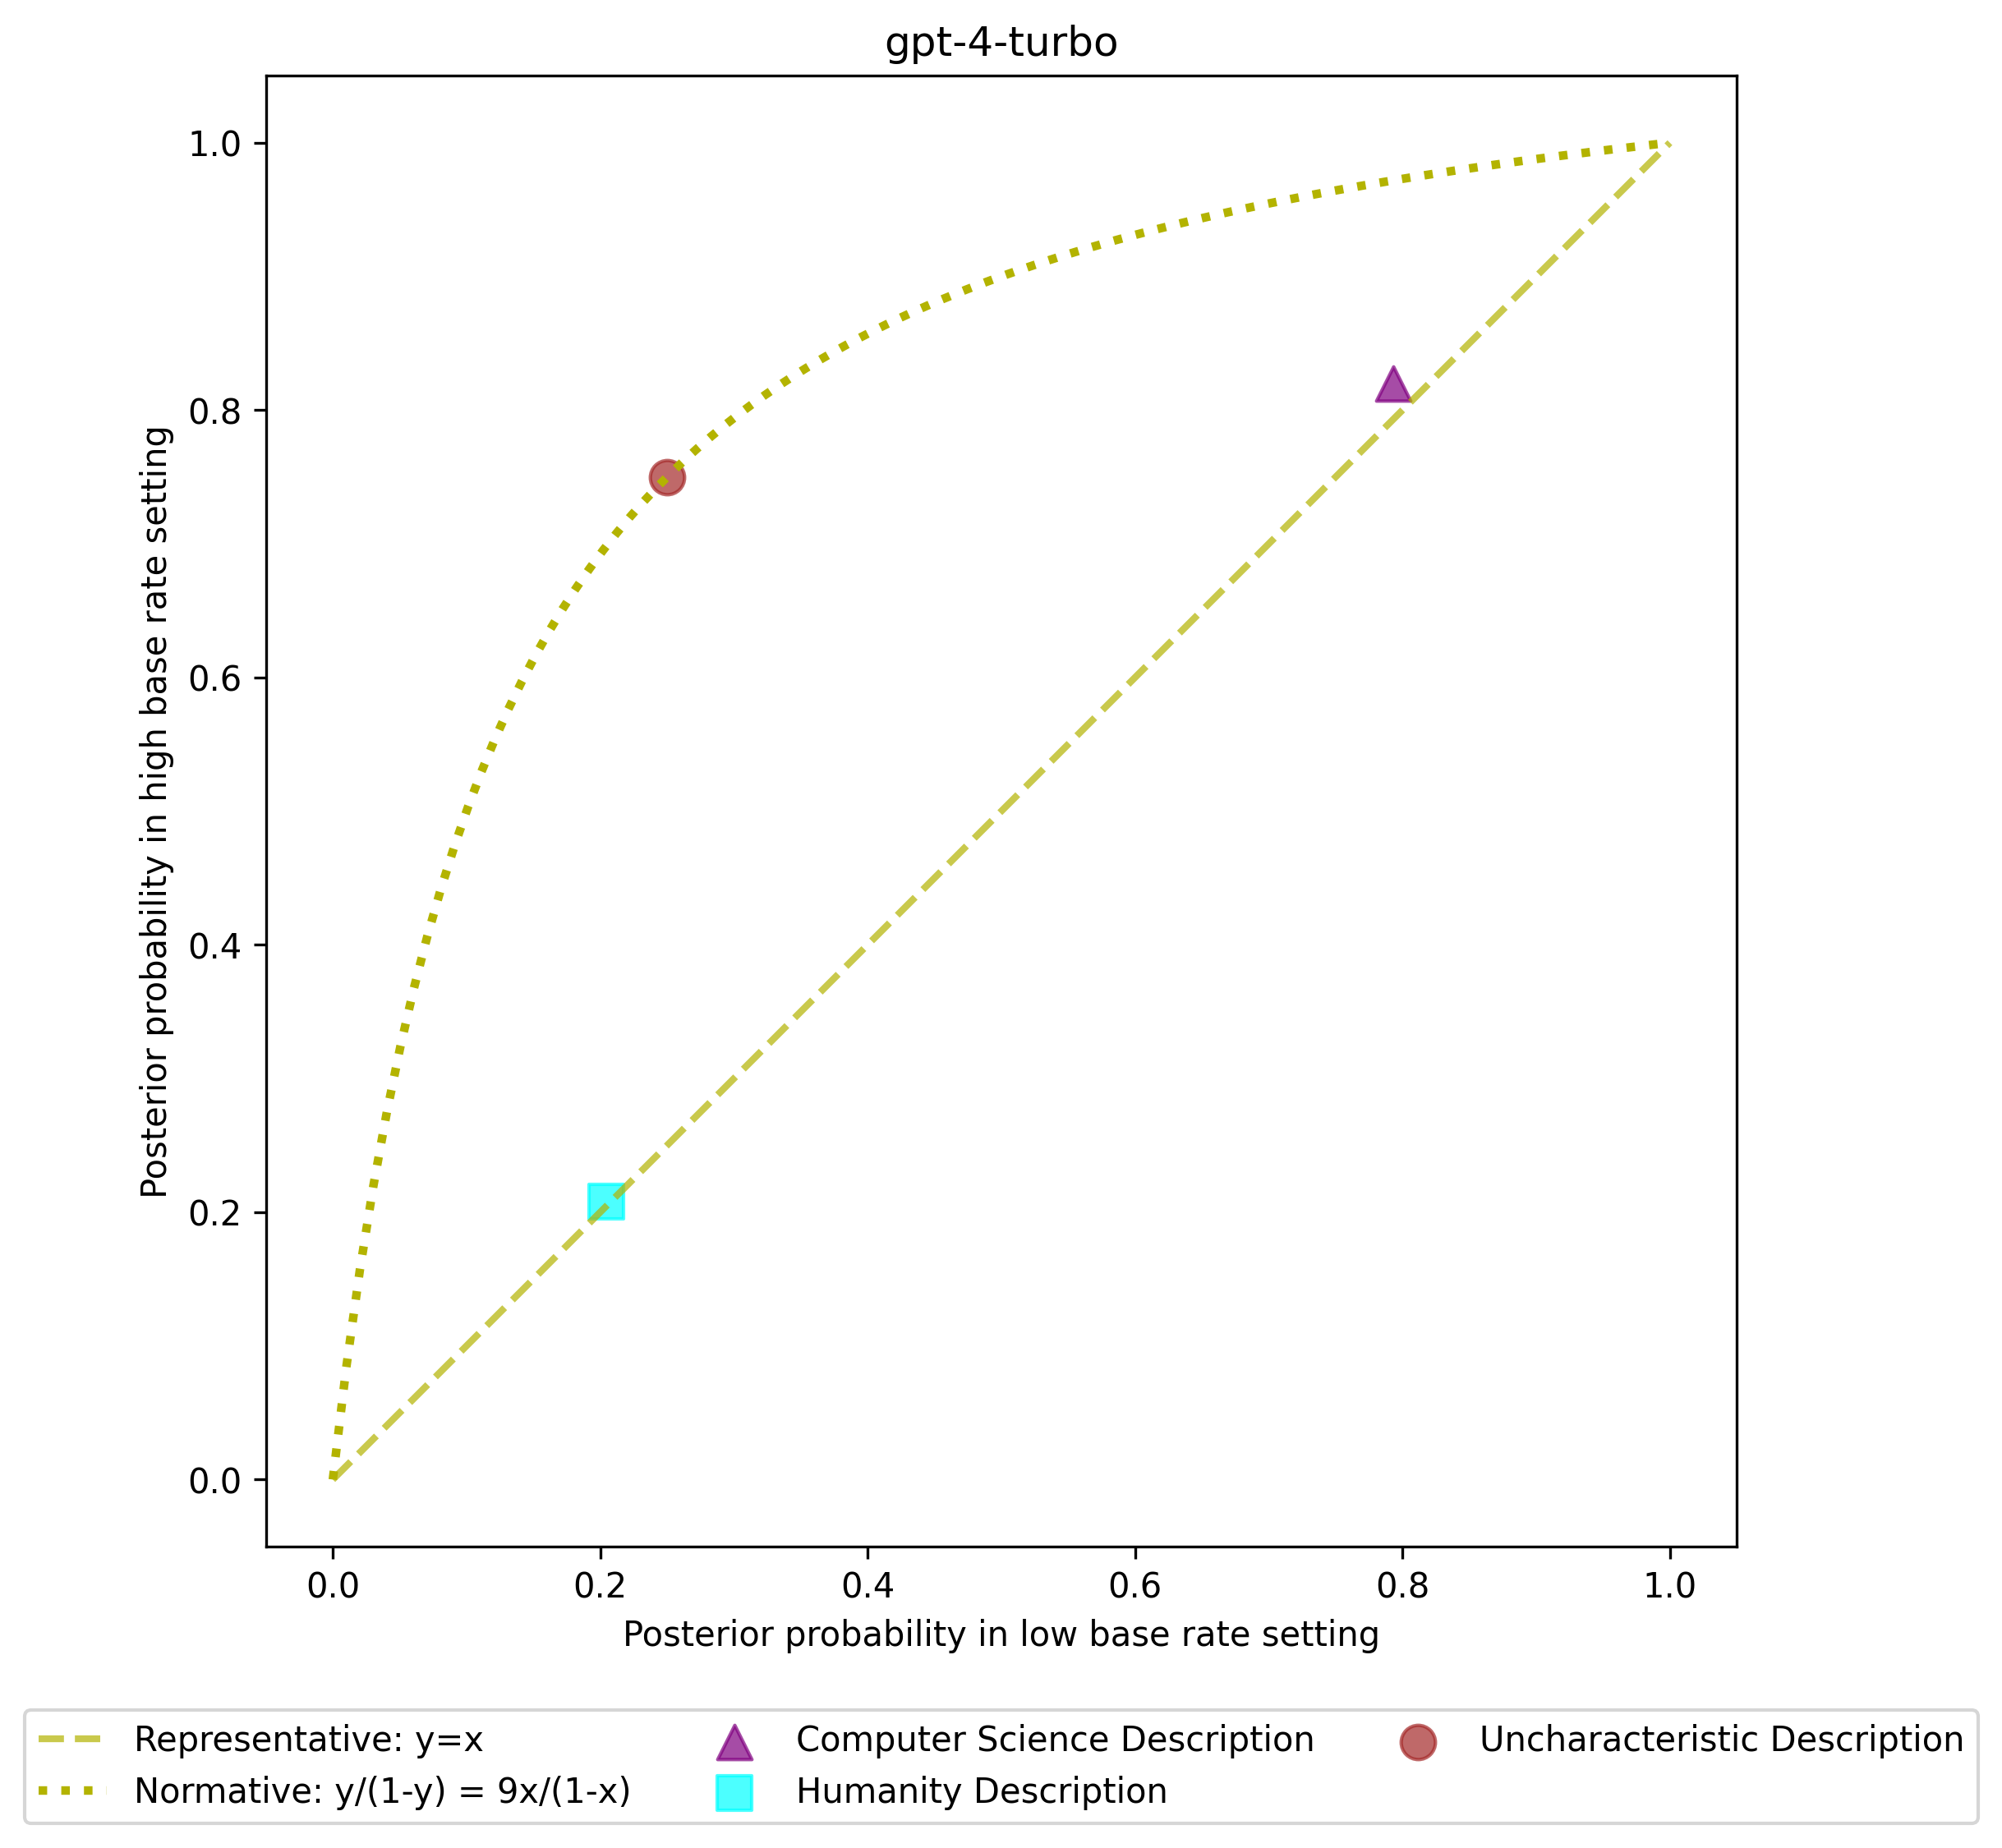 gpt-4-turbo
1.0
0.8
0.6
0.4
0.2
0.0
Posterior probability in high base rate setting
0.0 0.2 0.4 0.6 0.8 1.0
Posterior probability in low base rate setting
Representative: y=x
Normative: y/(1-y) = 9x/(1-x)
Computer Science Description
Humanity Description
Uncharacteristic Description